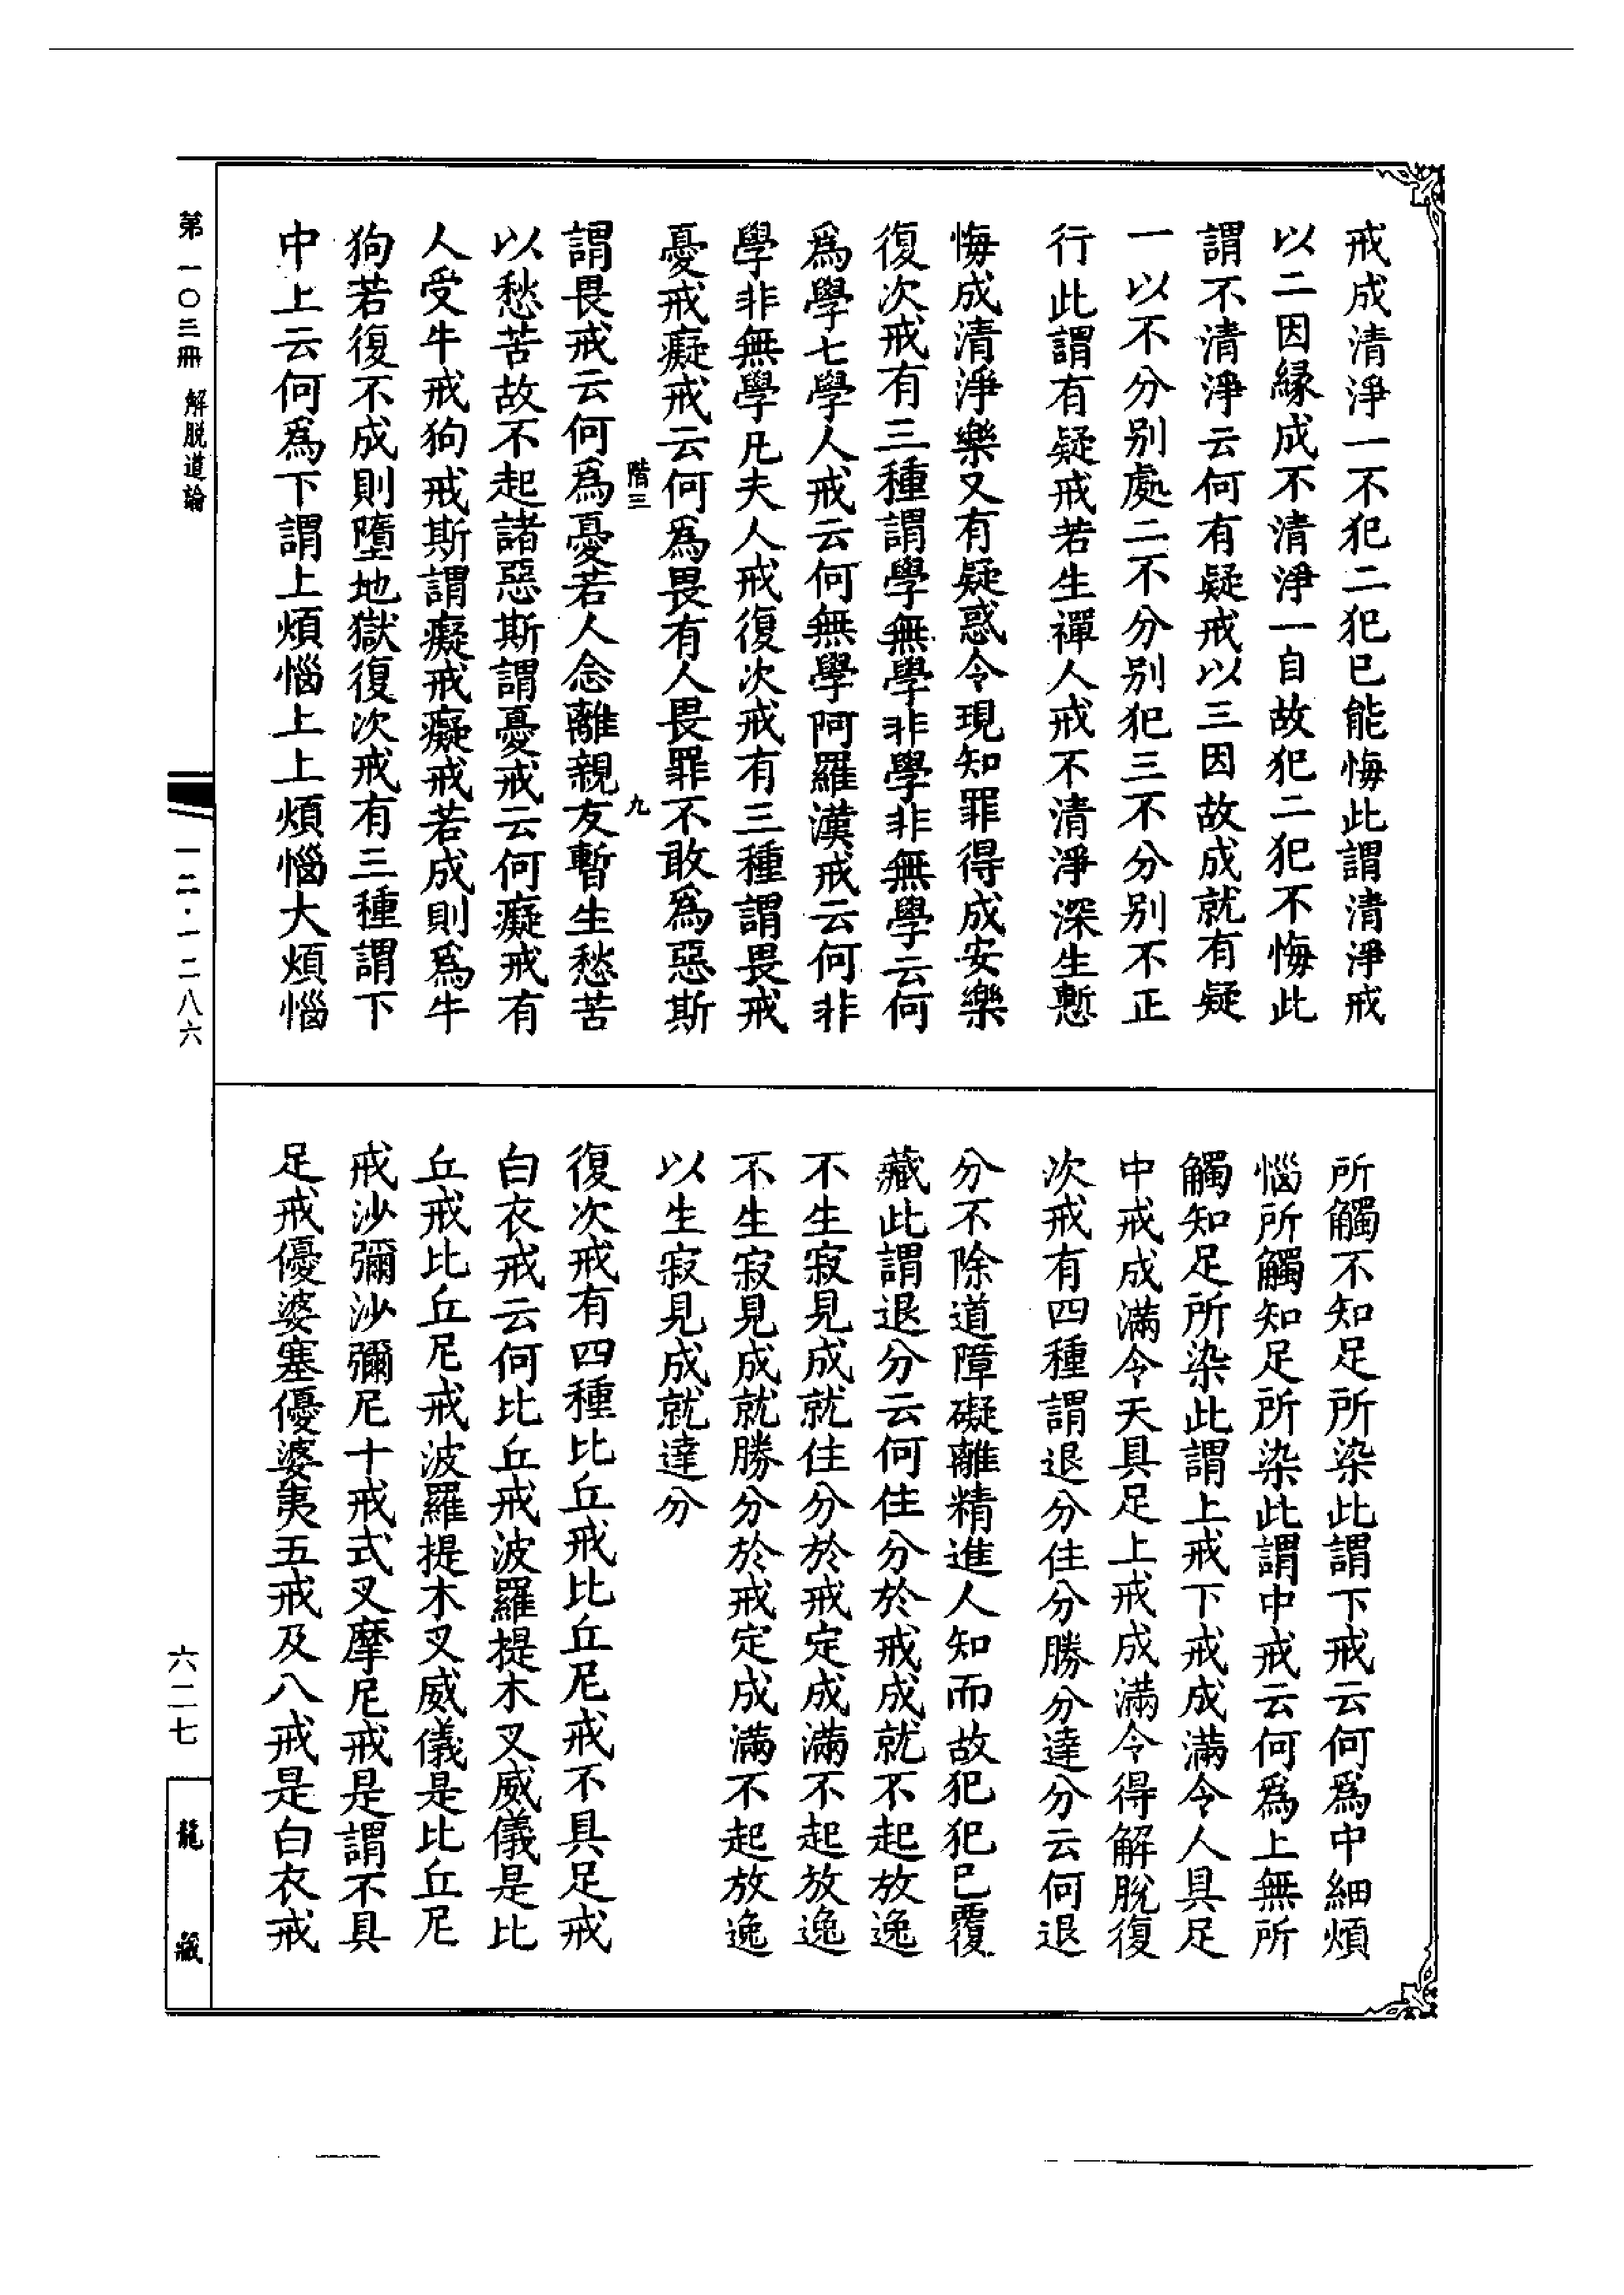 戒成清淨一不犯二犯已能悔此謂清淨戒
以二因緣成不清淨一自故犯二犯不悔此
謂不清淨云何有疑戒以三因故成就有疑
一以不分別處二不分別犯三不分別不正
行此謂有疑戒若生禪人戒不清淨深生慙
悔成清淨樂又有疑惑令現知罪得成安樂
復次戒有三種謂學無學非學非無學云何
爲學七學人戒云何無學阿羅漢戒云何非
學非無學凡夫人戒復次戒有三種謂畏戒
憂戒癡戒云何爲畏有人畏罪不敢爲惡斯
階三 九
謂畏戒云何爲憂若人念離親友暫生愁苦
以愁苦故不起諸惡斯謂憂戒云何癡戒有
人受牛戒狗戒斯謂癡戒癡戒若成則爲牛
狗若復不成則墮地獄復次戒有三種謂下
中上云何爲下謂上煩惱上上煩惱大煩惱
所觸不知足所染此謂下戒云何爲中細煩
惱所觸知足所染此謂中戒云何爲上無所
觸知足所染此謂上戒下戒成滿令人具足
中戒成滿令天具足上戒成滿令得解脫復
次戒有四種謂退分住分勝分達分云何退
分不除道障礙離精進人知而故犯犯已覆
藏此謂退分云何住分於戒成就不起放逸
不生寂見成就住分於戒定成滿不起放逸
不生寂見成就勝分於戒定成滿不起放逸
以生寂見成就達分
復次戒有四種比丘戒比丘尼戒不具足戒
白衣戒云何比丘戒波羅提木叉威儀是比
丘戒比丘尼戒波羅提木叉威儀是比丘尼
戒沙彌沙彌尼十戒式叉摩尼戒是謂不具
足戒優婆塞優婆夷五戒及八戒是白衣戒
第一〇三冊 解脱道論
一二·一二八六
六二七
龍藏